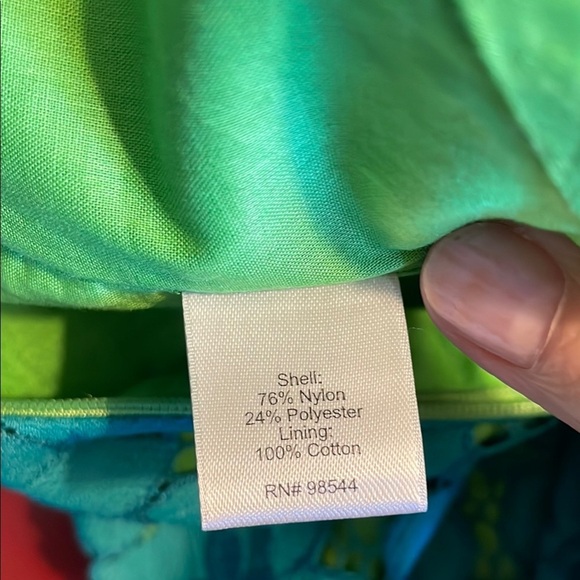 Shell:
76% Nylon
24% Polyester
Lining:
100% Cotton
RN# 98544